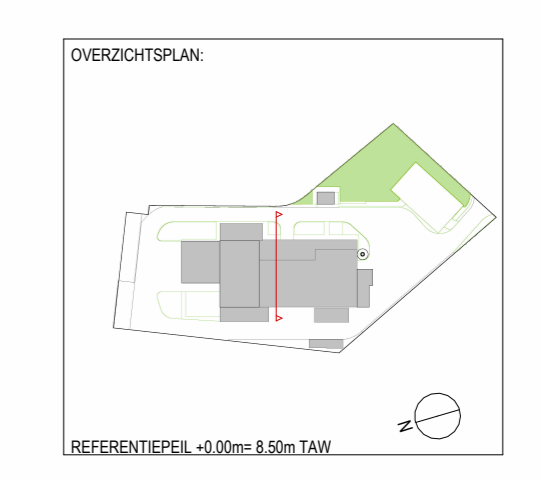 OVERZICHTSPLAN:
N
REFERENTIEPEIL +0.00m= 8.50m TAW